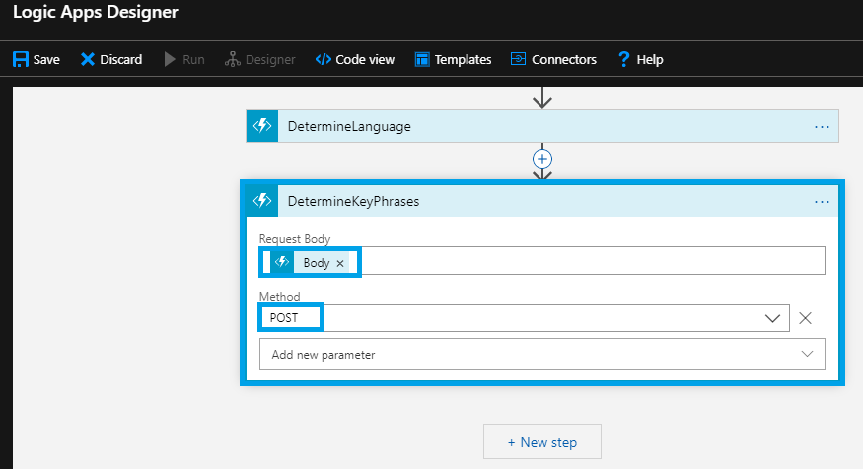 Logic Apps Designer
Save Discard Run Designer Code view Templates Connectors ? Help
DetermineLanguage ...
+
DetermineKeyPhrases ...
Request Body
Body ×
Method
POST
Add new parameter
+ New step